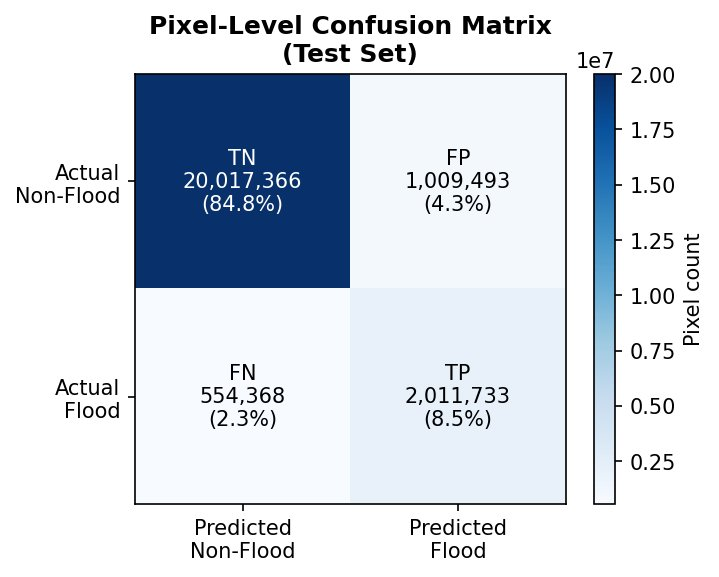 Pixel-Level Confusion Matrix
(Test Set)
1e7
Actual
Non-Flood
TN
20,017,366
(84.8%)
FP
1,009,493
(4.3%)
Actual
Flood
FN
554,368
(2.3%)
TP
2,011,733
(8.5%)
Predicted
Non-Flood
Predicted
Flood
2.00
1.75
1.50
1.25
1.00
0.75
0.50
0.25
Pixel count